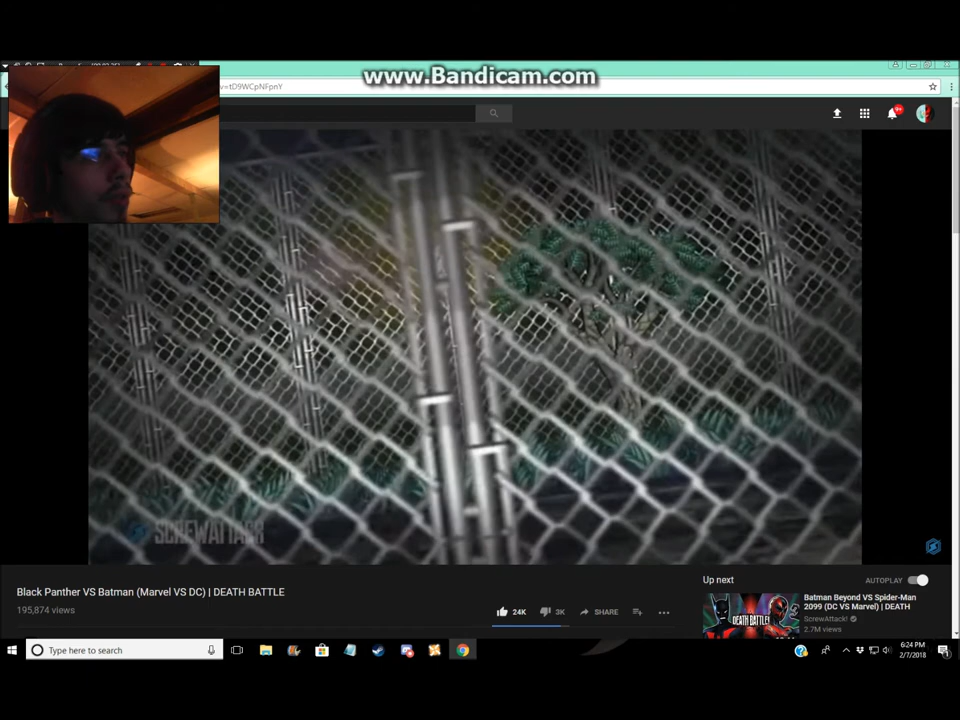 www.Bandicam.com
v=tD9WCpNFpnY
9+
SCREWATTACK
Black Panther VS Batman (Marvel VS DC) | DEATH BATTLE
195,874 views
24K
3K
SHARE
Up next
AUTOPLAY
DEATH BATTLE!
Batman Beyond VS Spider-Man
2099 (DC VS Marvel) | DEATH
ScrewAttack!
2.7M views
Type here to search
6:24 PM
2/7/2018